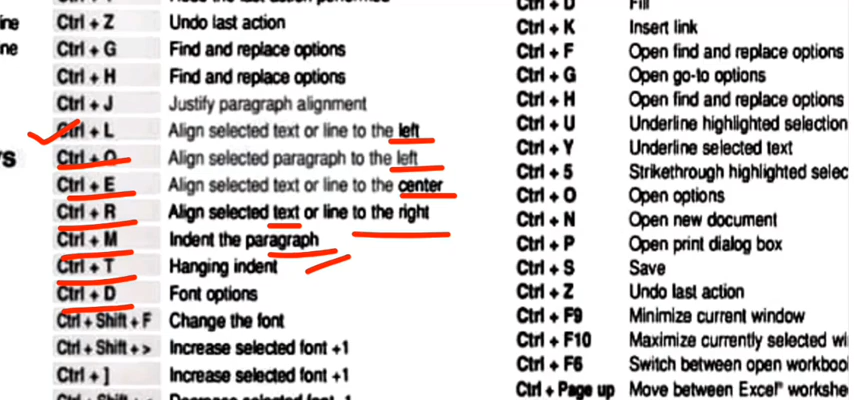 Ctrl + Z Undo last action
Ctrl + G Find and replace options
Ctrl + H Find and replace options
Ctrl + J Justify paragraph alignment
Ctrl + L Align selected text or line to the left
Ctrl + Q Align selected paragraph to the left
Ctrl + E Align selected text or line to the center
Ctrl + R Align selected text or line to the right
Ctrl + M Indent the paragraph
Ctrl + T Hanging indent
Ctrl + D Font options
Ctrl + Shift + F Change the font
Ctrl + Shift + > Increase selected font +1
Ctrl + ] Increase selected font +1
Ctrl + D Fill
Ctrl + K Insert link
Ctrl + F Open find and replace options
Ctrl + G Open go-to options
Ctrl + H Open find and replace options
Ctrl + U Underline highlighted selection
Ctrl + Y Underline selected text
Ctrl + 5 Strikethrough highlighted selec
Ctrl + O Open options
Ctrl + N Open new document
Ctrl + P Open print dialog box
Ctrl + S Save
Ctrl + Z Undo last action
Ctrl + F9 Minimize current window
Ctrl + F10 Maximize currently selected wi
Ctrl + F6 Switch between open workboo
Ctrl + Page up Move between Excel® workshe